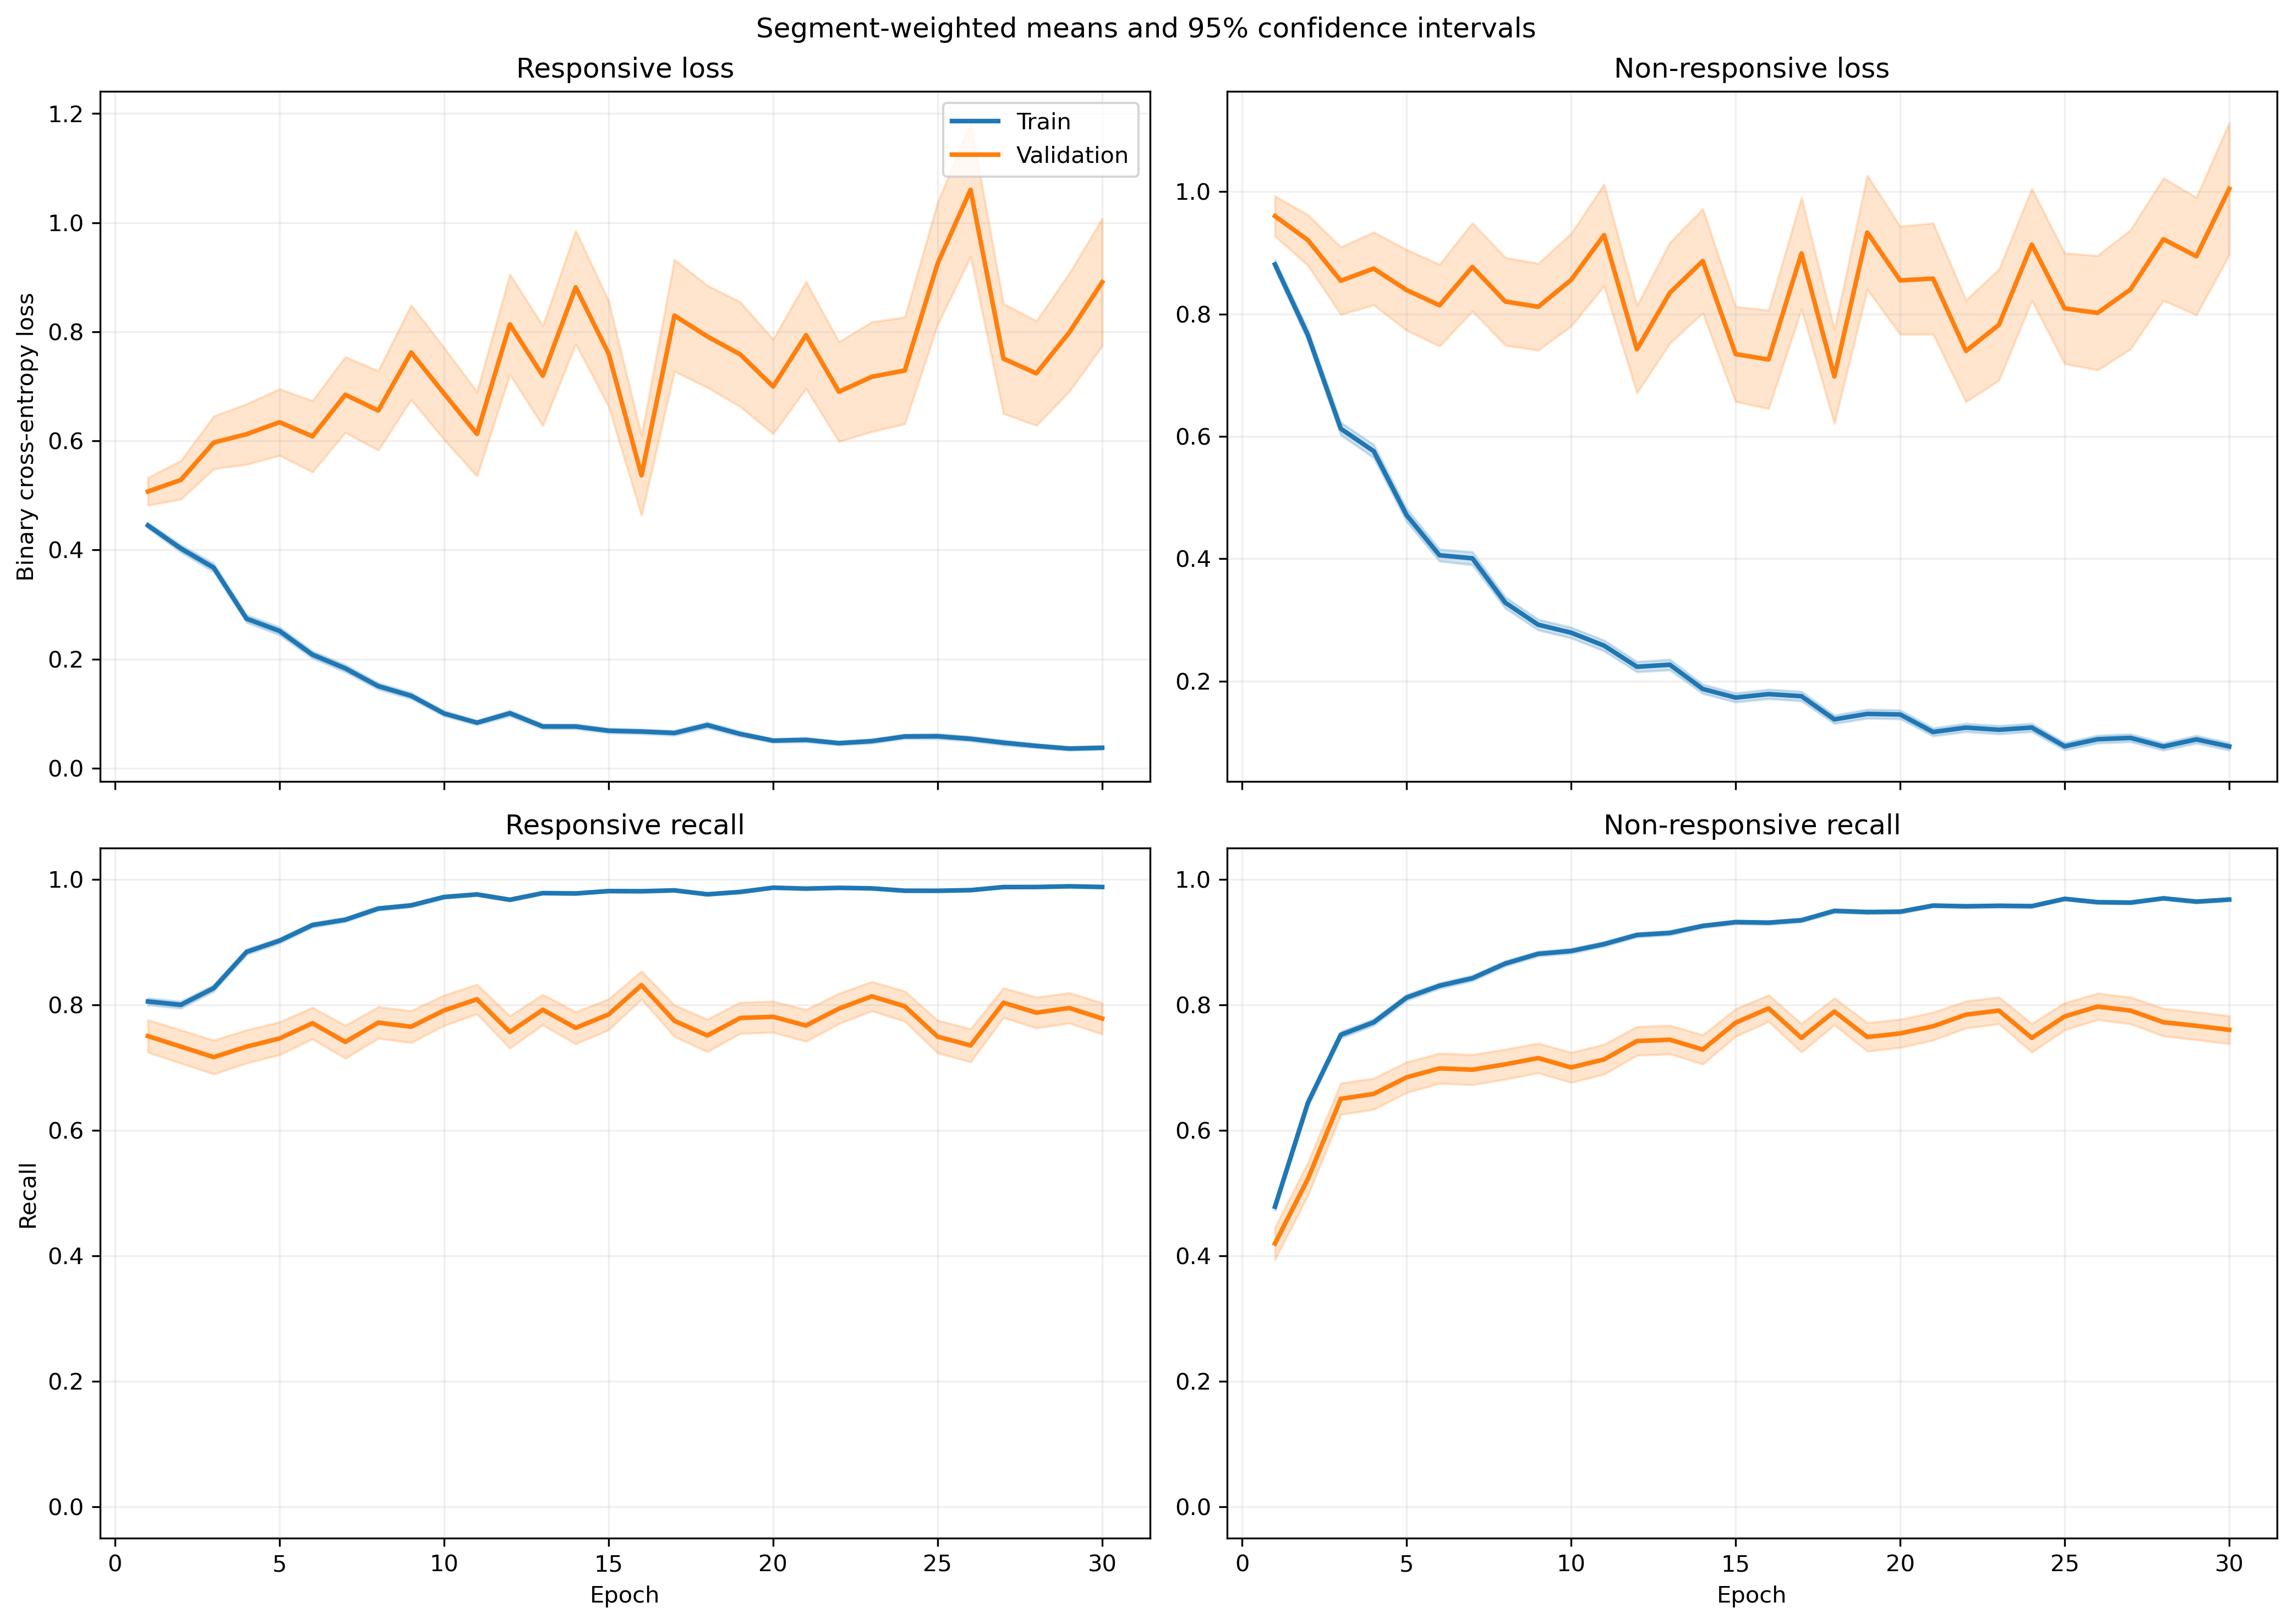 Segment-weighted means and 95% confidence intervals
Responsive loss
Non-responsive loss
Binary cross-entropy loss
1.2
1.0
0.8
0.6
0.4
0.2
0.0
Train
Validation
1.0
0.8
0.6
0.4
0.2
Responsive recall
Non-responsive recall
Recall
1.0
0.8
0.6
0.4
0.2
0.0
0 5 10 15 20 25 30
Epoch
1.0
0.8
0.6
0.4
0.2
0.0
0 5 10 15 20 25 30
Epoch